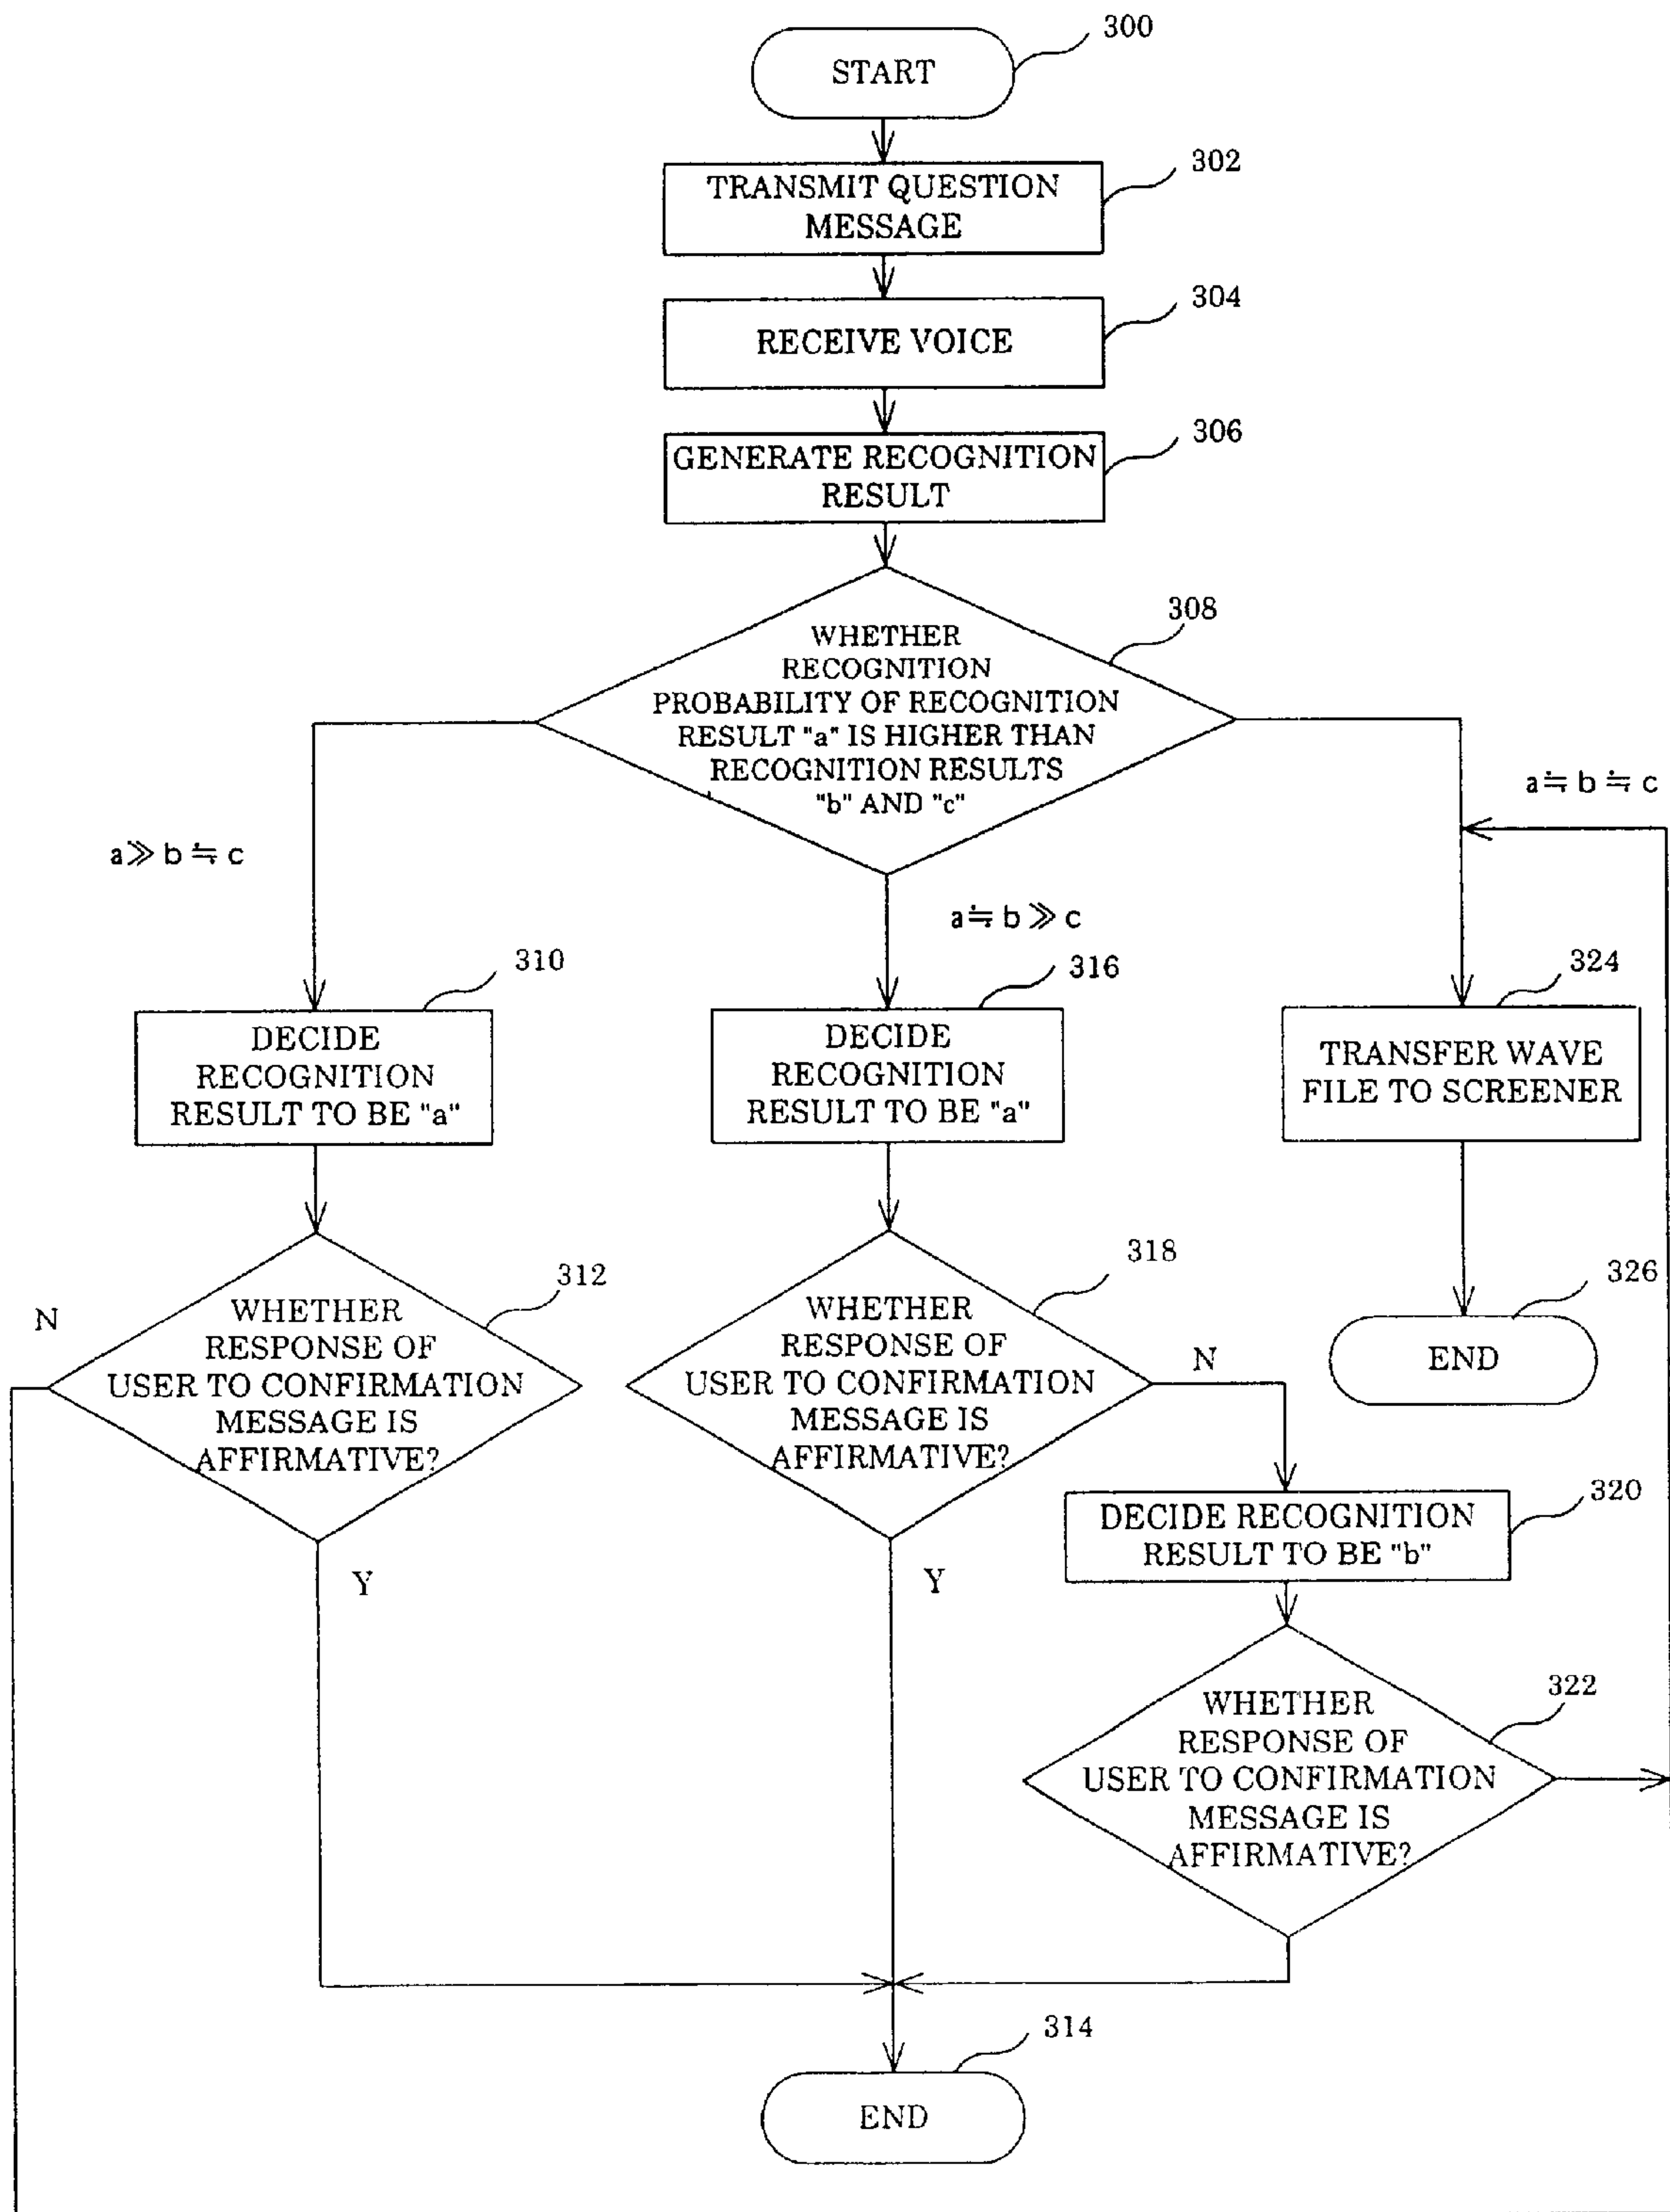 300
START
302
TRANSMIT QUESTION
MESSAGE
304
RECEIVE VOICE
306
GENERATE RECOGNITION
RESULT
308
WHETHER
RECOGNITION
PROBABILITY OF RECOGNITION
RESULT "a" IS HIGHER THAN
RECOGNITION RESULTS
"b" AND "c"
a≒b≒c
a≫b≒c
a≒b≫c
310
DECIDE
RECOGNITION
RESULT TO BE "a"
316
DECIDE
RECOGNITION
RESULT TO BE "a"
324
TRANSFER WAVE
FILE TO SCREENER
312
N
WHETHER
RESPONSE OF
USER TO CONFIRMATION
MESSAGE IS
AFFIRMATIVE?
Y
318
WHETHER
RESPONSE OF
USER TO CONFIRMATION
MESSAGE IS
AFFIRMATIVE?
N
Y
326
END
320
DECIDE RECOGNITION
RESULT TO BE "b"
322
WHETHER
RESPONSE OF
USER TO CONFIRMATION
MESSAGE IS
AFFIRMATIVE?
314
END